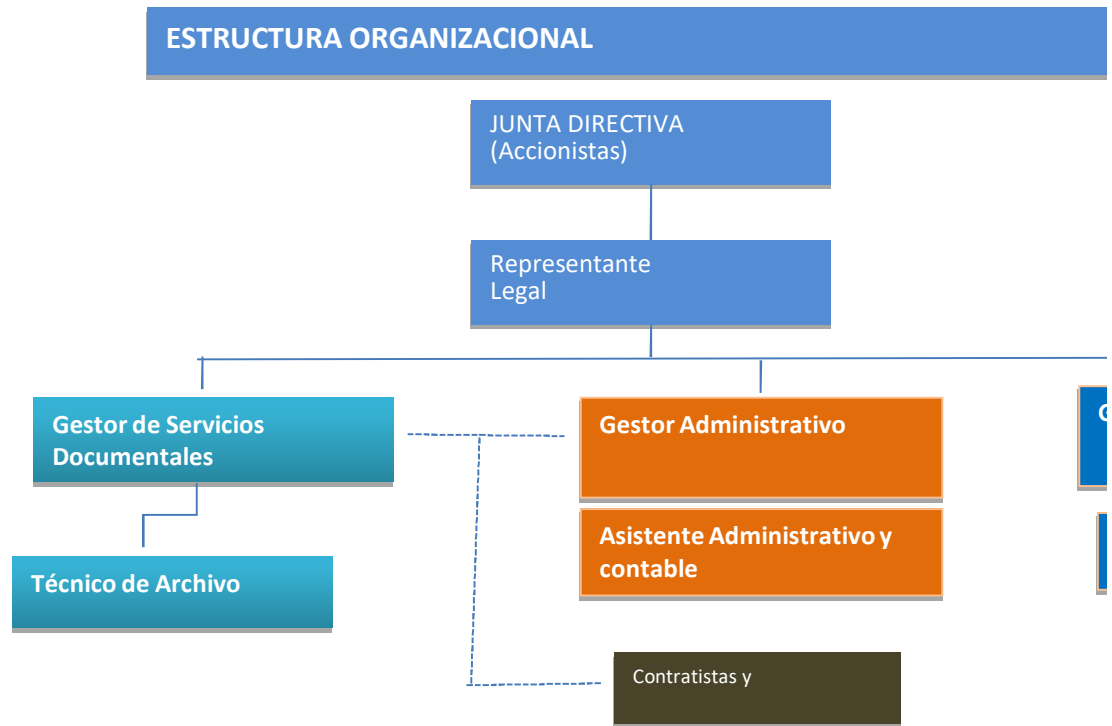 ESTRUCTURA ORGANIZACIONAL
JUNTA DIRECTIVA
(Accionistas)
Representante
Legal
Gestor de Servicios
Documentales
Gestor Administrativo
G
Asistente Administrativo y
contable
Técnico de Archivo
Contratistas y